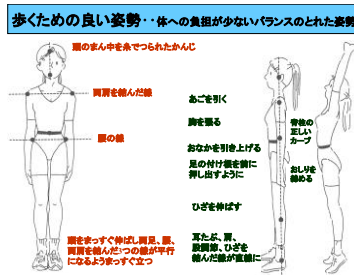 歩くための良い姿勢‥体への負担が少ないバランスのとれた姿勢
頭のまん中を糸でつられたかんじ
両肩を結んだ線
腰の線
頭をまっすぐ伸ばし両足、腰、
両肩を結んだ3つの線が平行
になるようまっすぐ立つ
あごを引く
胸を張る
おなかを引き上げる
足の付け根を前に
押し出すように
ひざを伸ばす
耳たぶ、肩、
股関節、ひざを
結んだ線が直線に
脊柱の
正しい
カーブ
おしりを
締める